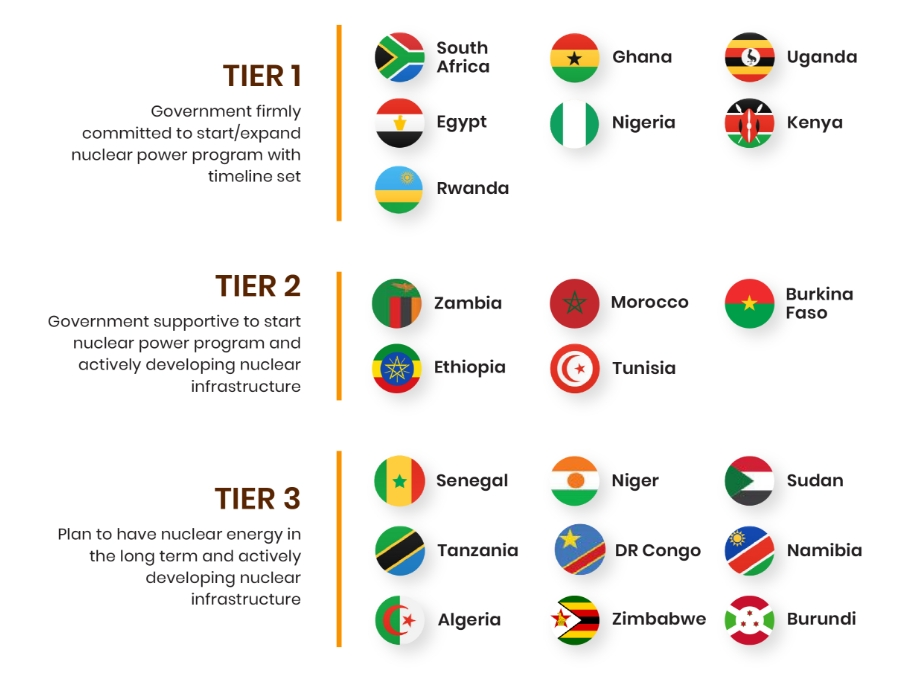 TIER 1
Government firmly
committed to start/expand
nuclear power program with
timeline set
South
Africa
Ghana
Uganda
Egypt
Nigeria
Kenya
Rwanda
TIER 2
Government supportive to start
nuclear power program and
actively developing nuclear
infrastructure
Zambia
Morocco
Burkina
Faso
Ethiopia
Tunisia
TIER 3
Plan to have nuclear energy in
the long term and actively
developing nuclear
infrastructure
Senegal
Niger
Sudan
Tanzania
DR Congo
Namibia
Algeria
Zimbabwe
Burundi